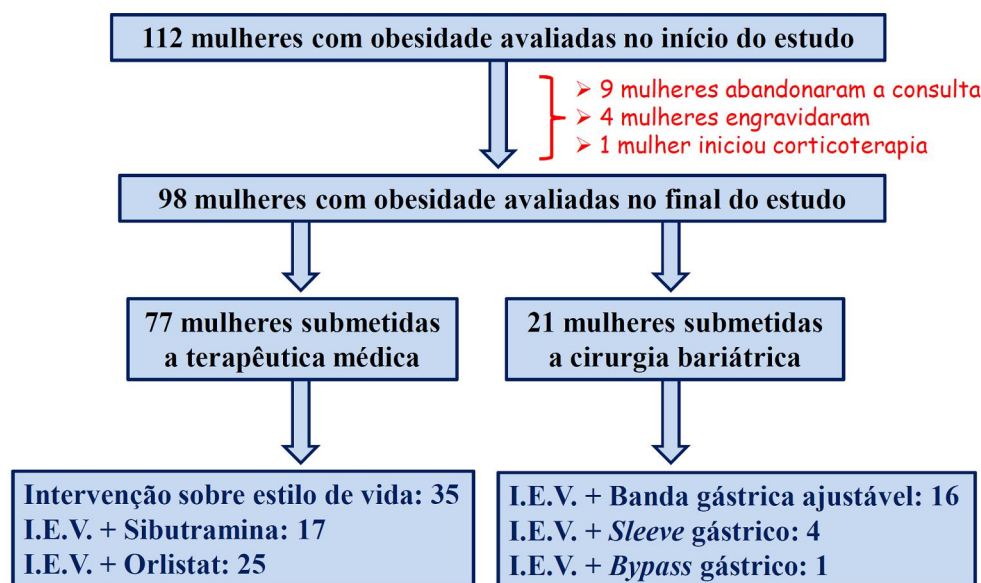 112 mulheres com obesidade avaliadas no início do estudo
➢ 9 mulheres abandonaram a consulta
➢ 4 mulheres engravidaram
➢ 1 mulher iniciou corticoterapia
98 mulheres com obesidade avaliadas no final do estudo
77 mulheres submetidas
a terapêutica médica
21 mulheres submetidas
a cirurgia bariátrica
Intervenção sobre estilo de vida: 35
I.E.V. + Sibutramina: 17
I.E.V. + Orlistat: 25
I.E.V. + Banda gástrica ajustável: 16
I.E.V. + Sleeve gástrico: 4
I.E.V. + Bypass gástrico: 1